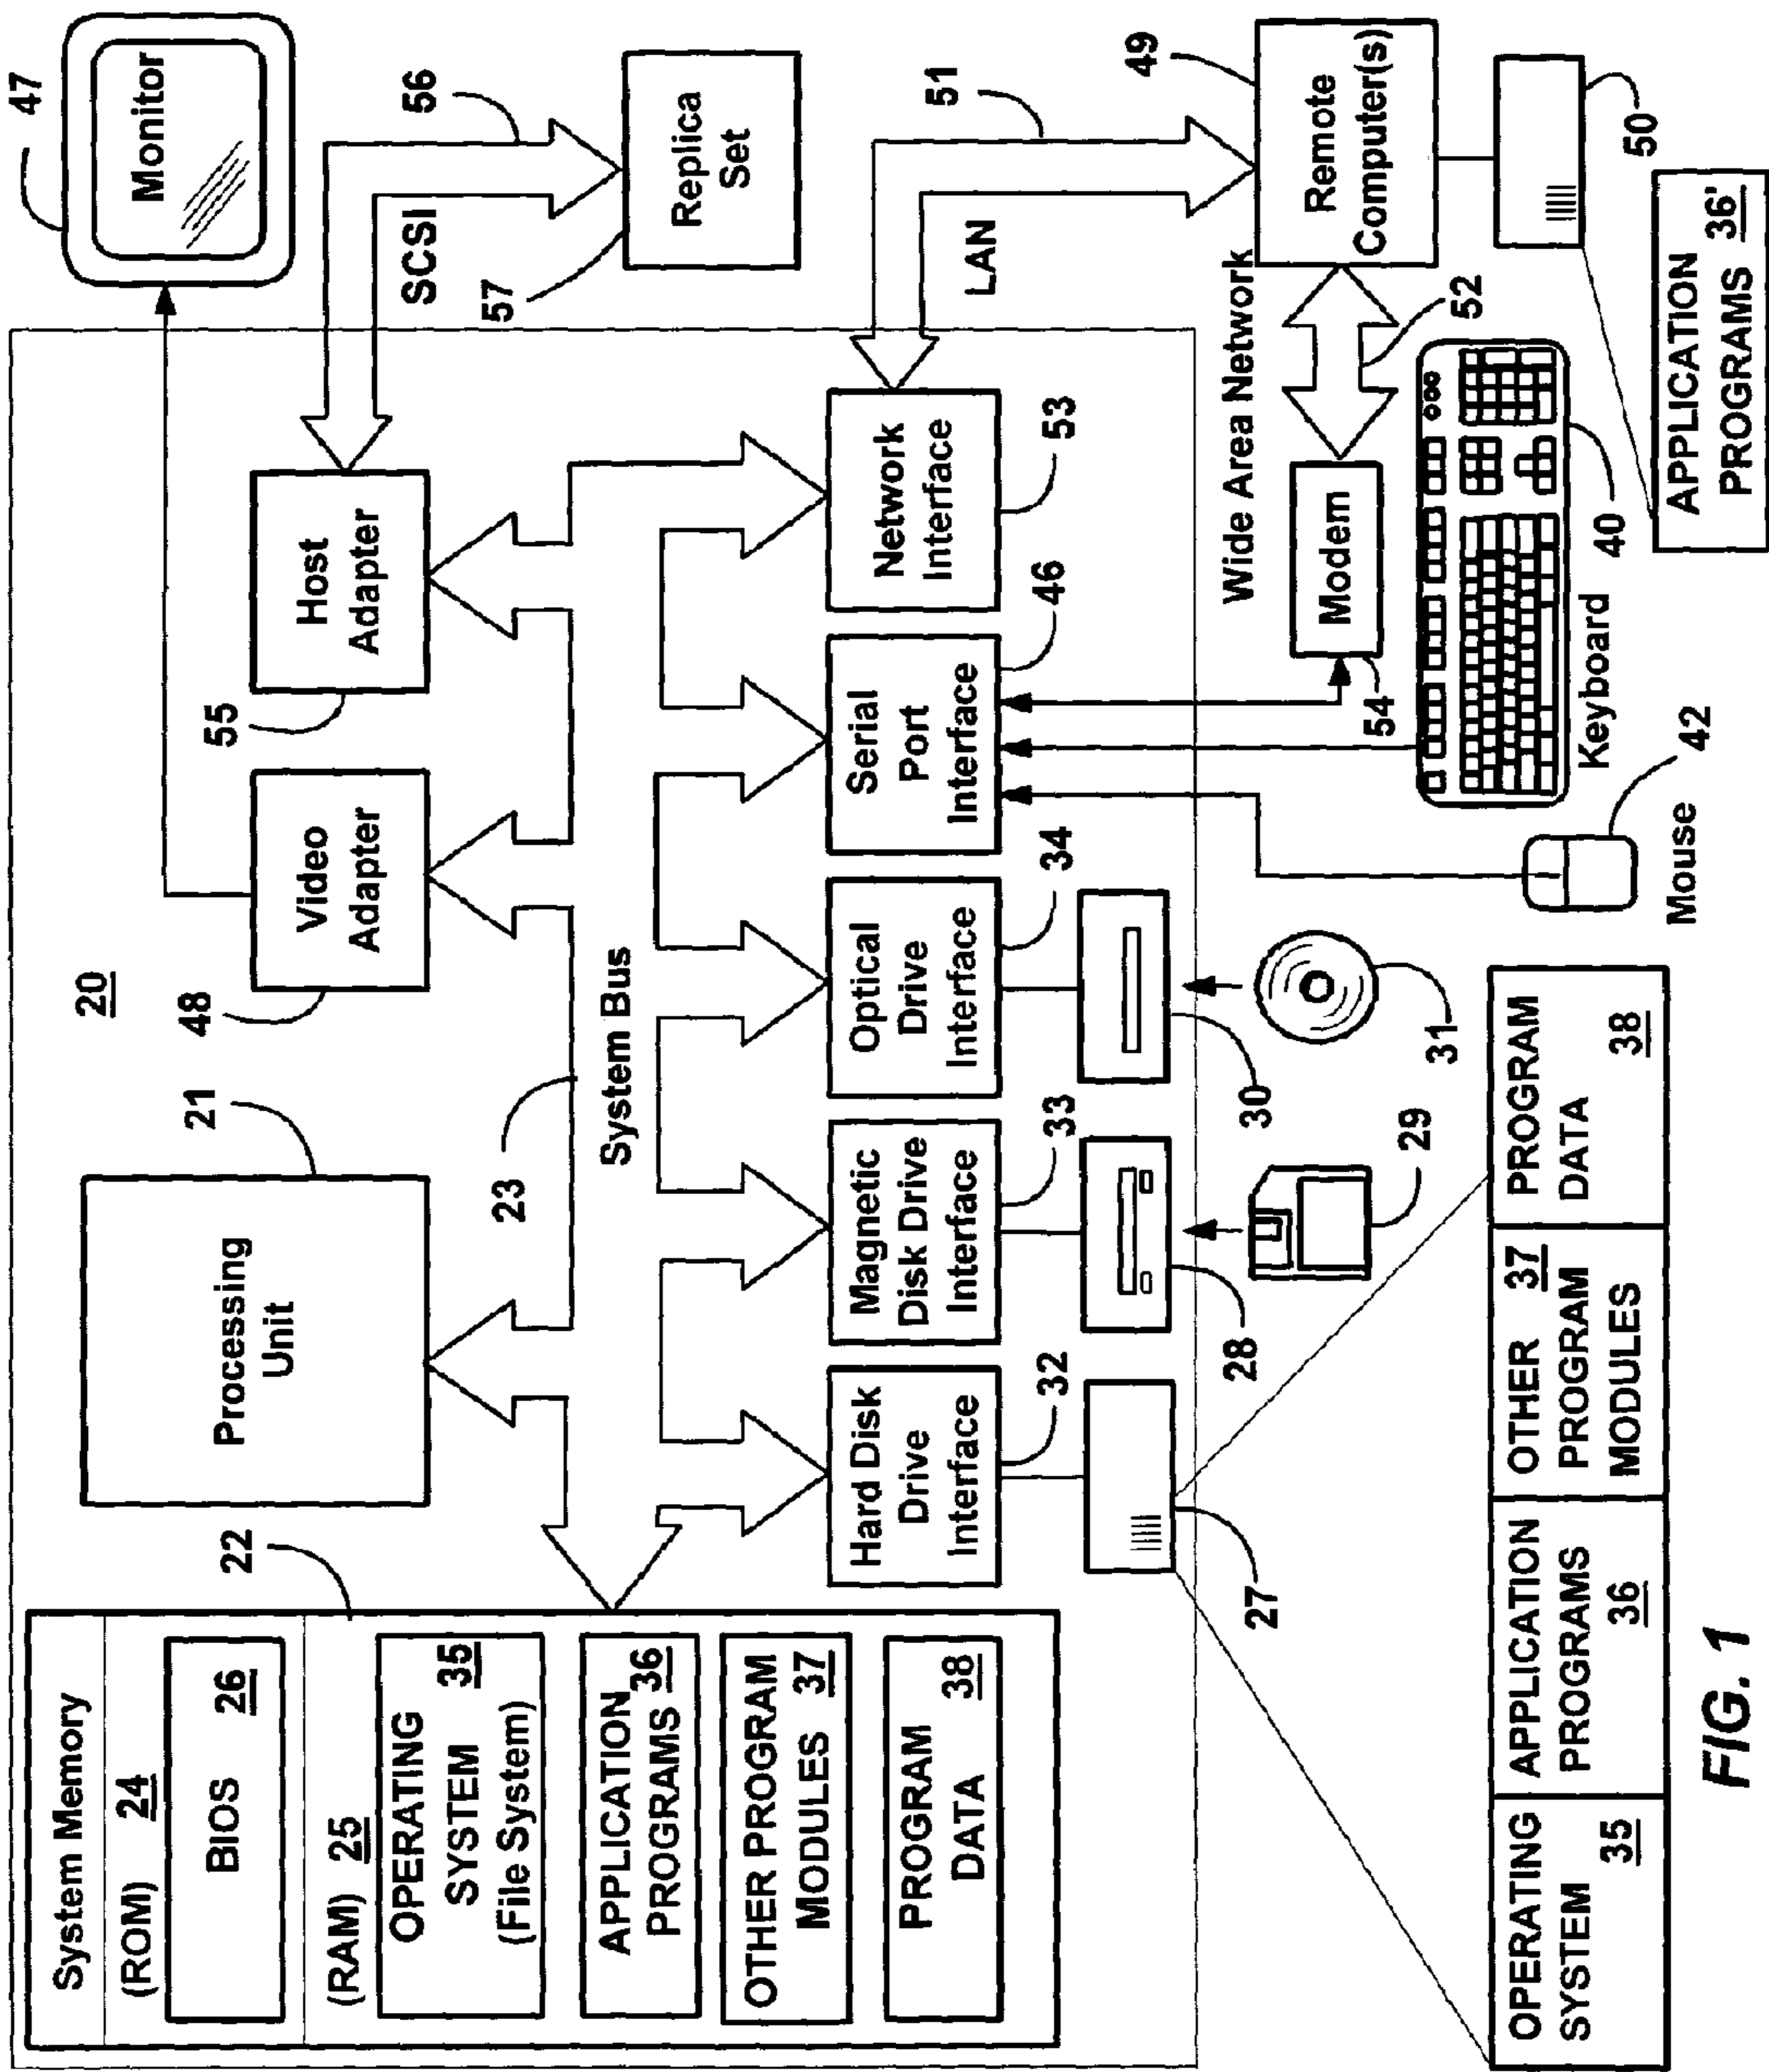 System Memory
(ROM) 24
BIOS 26
(RAM) 25
OPERATING 35
SYSTEM
(File System)
APPLICATION
PROGRAMS 36
OTHER PROGRAM
MODULES 37
PROGRAM
DATA 38
22
Processing
Unit
21
20
Video
Adapter
48
Host
Adapter
55
Monitor
47
23
System Bus
SCSI
56
Replica
Set
57
Hard Disk
Drive
Interface
32
Magnetic
Disk Drive
Interface
33
Optical
Drive
Interface
34
Serial
Port
Interface
46
Network
Interface
53
LAN
51
27
28
29
30
31
Wide Area Network
Modem
54
52
Remote
Computer(s)
49
50
Keyboard
40
Mouse
42
APPLICATION
PROGRAMS 36'
OPERATING
SYSTEM 35
APPLICATION
PROGRAMS
36
OTHER 37
PROGRAM
MODULES
PROGRAM
DATA 38
FIG. 1